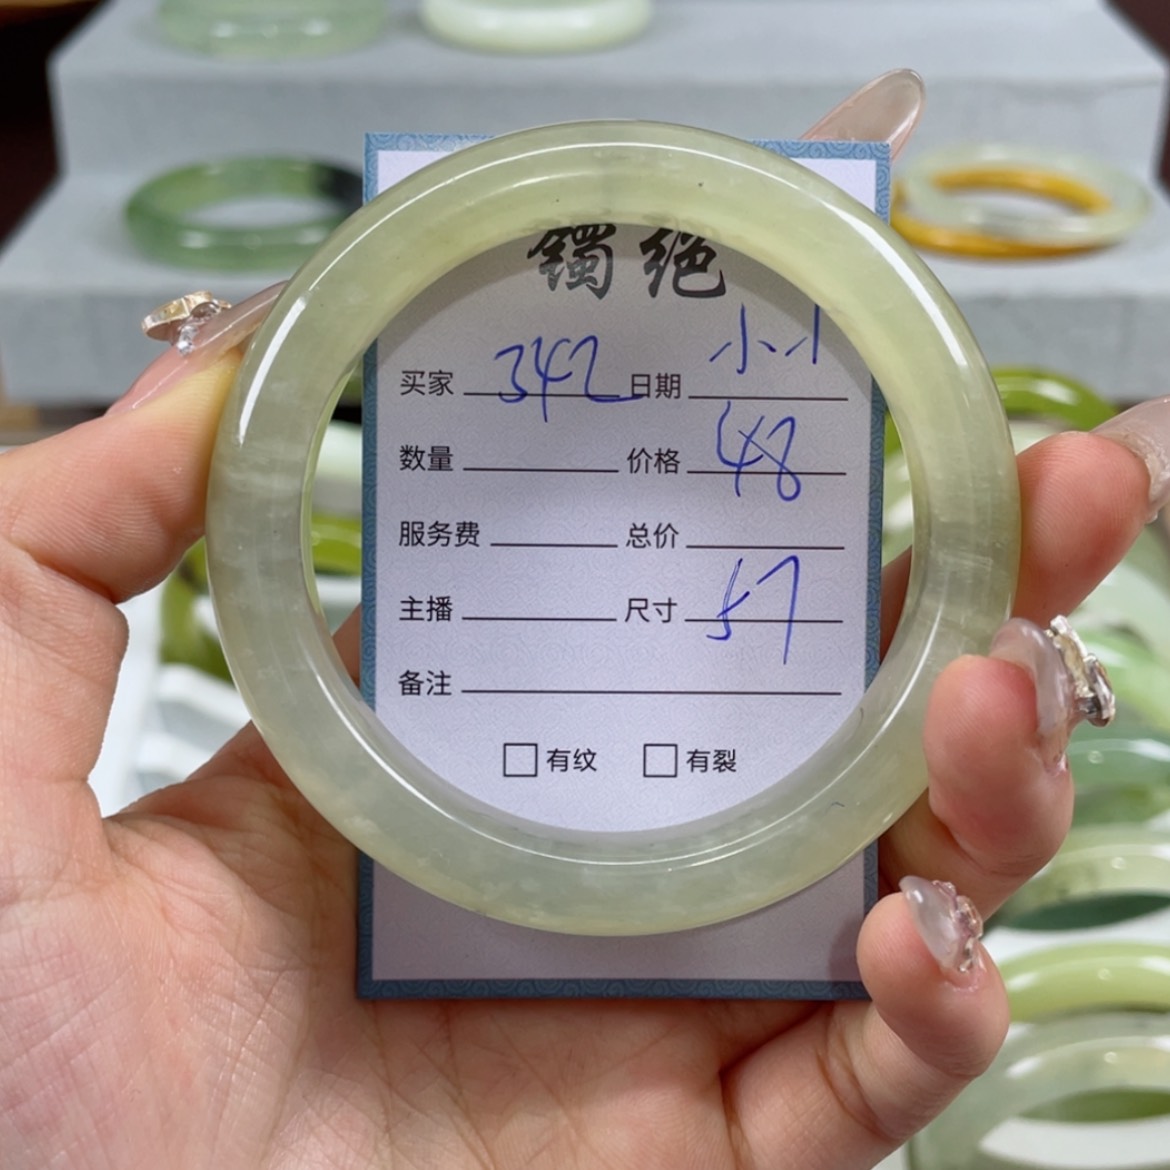 镯绝
买家 342 日期 小小
数量 价格 48
服务费 总价
主播 尺寸 57
备注
有纹 有裂